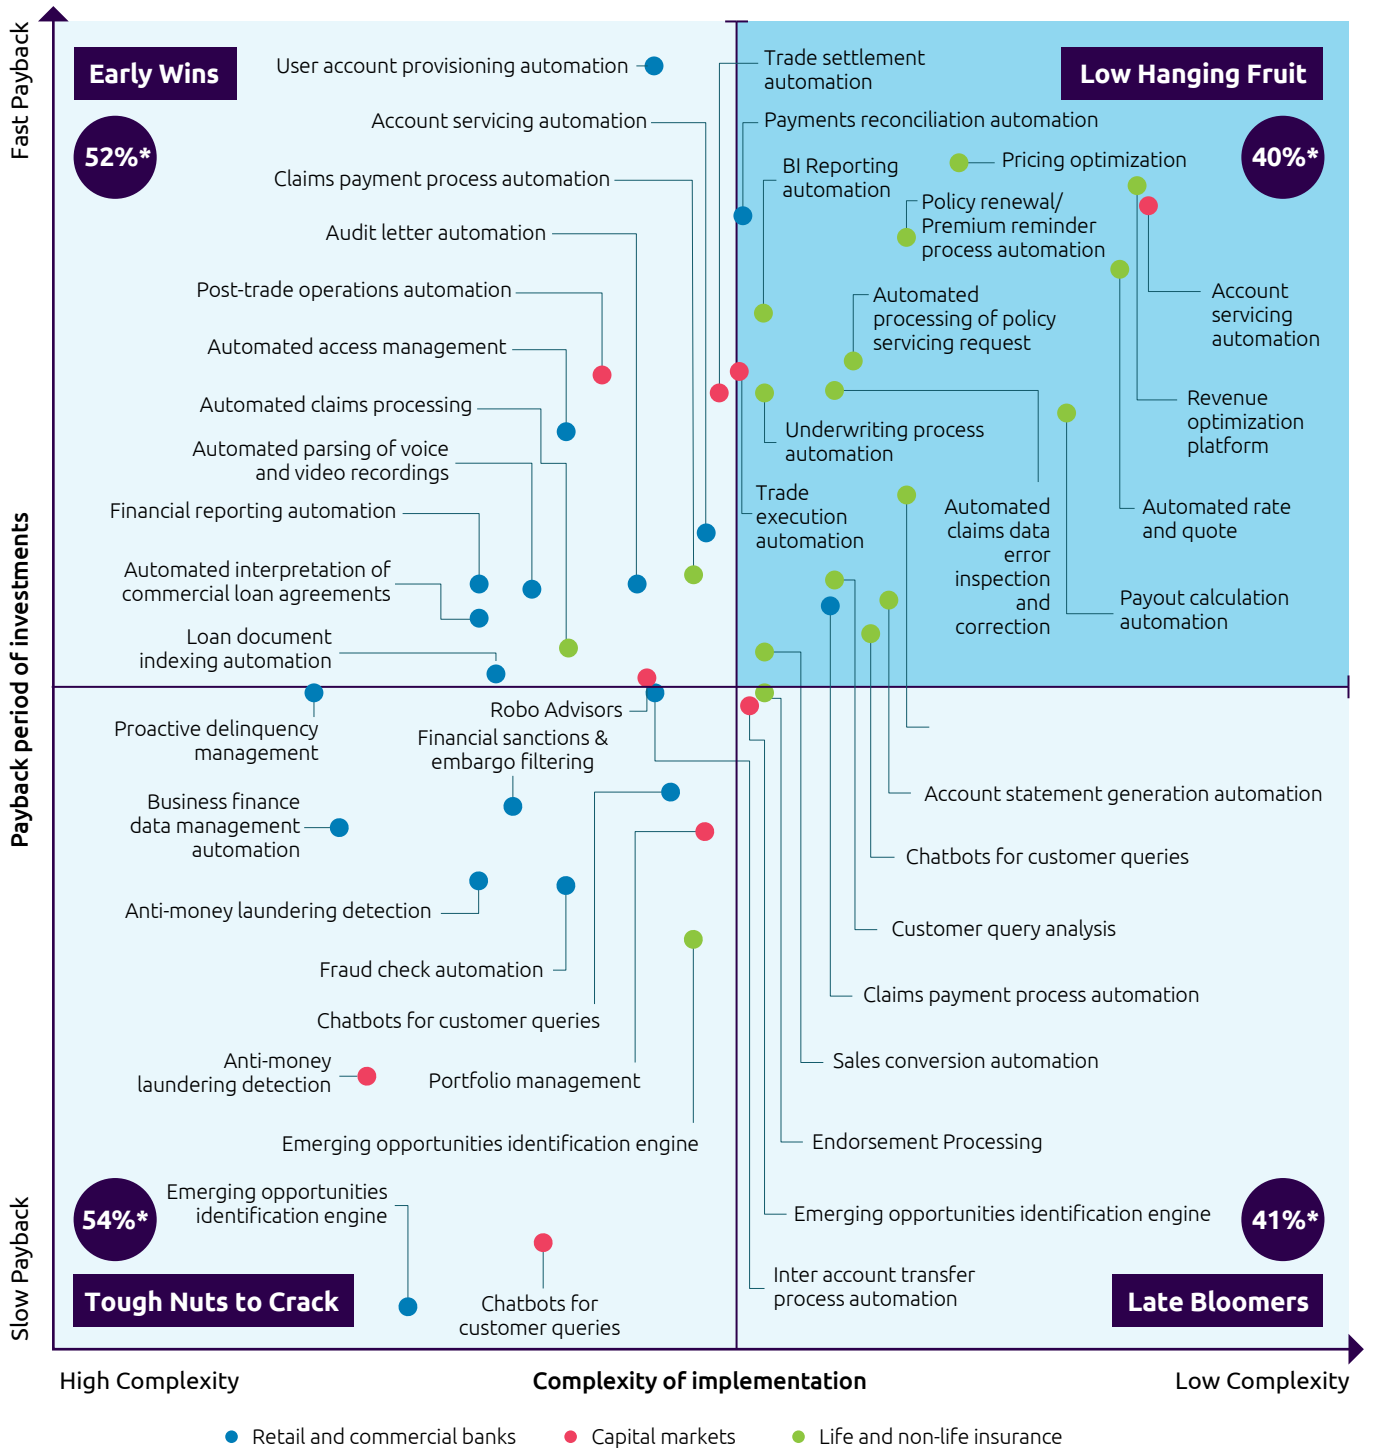 Fast Payback
Payback period of investments
Slow Payback
Early Wins
52%*
User account provisioning automation
Account servicing automation
Claims payment process automation
Audit letter automation
Post-trade operations automation
Automated access management
Automated claims processing
Automated parsing of voice
and video recordings
Financial reporting automation
Automated interpretation of
commercial loan agreements
Loan document
indexing automation
Low Hanging Fruit
40%*
Trade settlement
automation
Payments reconciliation automation
BI Reporting
automation
Pricing optimization
Policy renewal/
Premium reminder
process automation
Automated
processing of policy
servicing request
Account
servicing
automation
Revenue
optimization
platform
Underwriting process
automation
Trade
execution
automation
Automated
claims data
error
inspection
and
correction
Automated rate
and quote
Payout calculation
automation
Proactive delinquency
management
Robo Advisors
Financial sanctions &
embargo filtering
Business finance
data management
automation
Anti-money laundering detection
Fraud check automation
Chatbots for customer queries
Anti-money
laundering detection
Portfolio management
Emerging opportunities identification engine
Emerging opportunities
identification engine
Chatbots for
customer queries
54%*
Tough Nuts to Crack
Account statement generation automation
Chatbots for customer queries
Customer query analysis
Claims payment process automation
Sales conversion automation
Endorsement Processing
Emerging opportunities identification engine
Inter account transfer
process automation
41%*
Late Bloomers
High Complexity
Complexity of implementation
Low Complexity
Retail and commercial banks
Capital markets
Life and non-life insurance